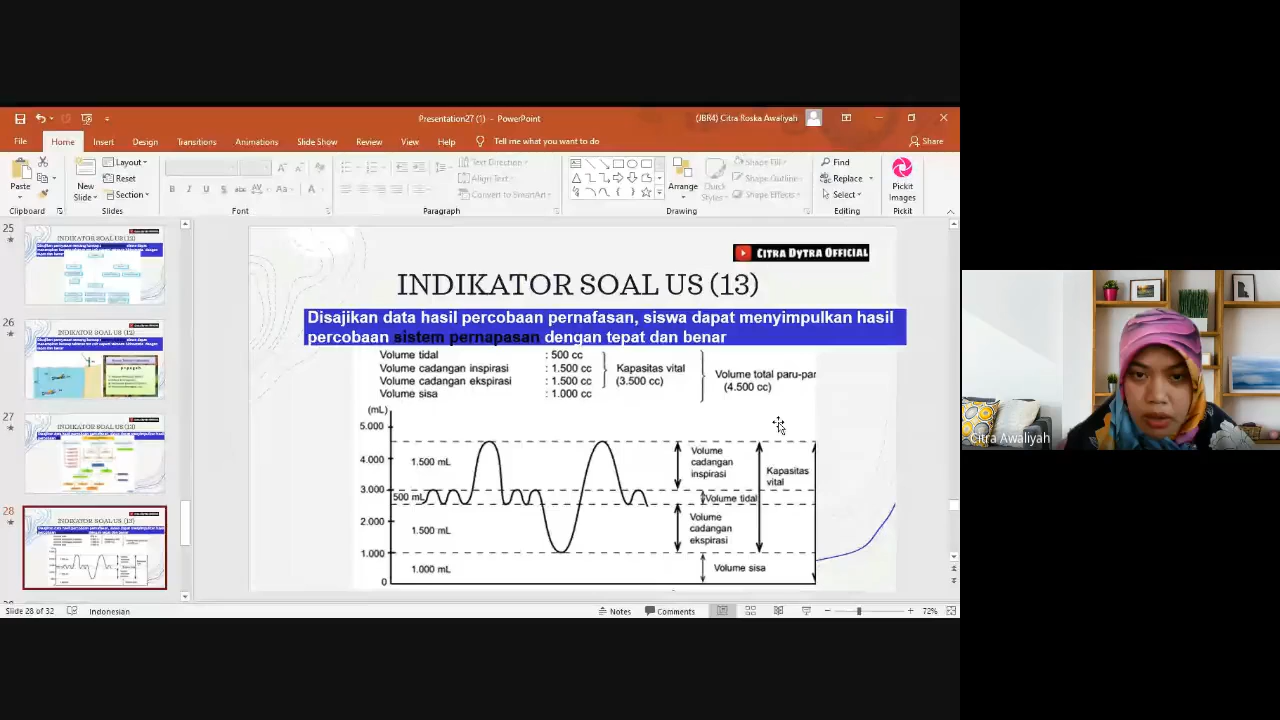 Presentation27 (1) - PowerPoint
(JBR4) Citra Roska Awaliyah
File Home Insert Design Transitions Animations Slide Show Review View Help Tell me what you want to do Share
Paste
Clipboard
New Slide
Layout
Reset
Section
Slides
Font
Text Direction
Align Text
Convert to SmartArt
Paragraph
Arrange
Quick Styles
Shape Fill
Shape Outline
Shape Effects
Drawing
Find
Replace
Select
Editing
Pickit Images
Pickit
25
26
27
28
CITRA DYTRA OFFICIAL
INDIKATOR SOAL US (13)
Disajikan data hasil percobaan pernafasan, siswa dapat menyimpulkan hasil
percobaan sistem pernapasan dengan tepat dan benar
Volume tidal : 500 cc
Volume cadangan inspirasi : 1.500 cc
Volume cadangan ekspirasi : 1.500 cc
Volume sisa : 1.000 cc
Kapasitas vital
(3.500 cc)
Volume total paru-par
(4.500 cc)
(mL)
5.000
4.000
3.000
2.000
1.000
0
1.500 mL
500 mL
1.500 mL
1.000 mL
Volume
cadangan
inspirasi
Volume tidal
Volume
cadangan
ekspirasi
Kapasitas
vital
Volume sisa
Citra Awaliyah
Slide 28 of 32 Indonesian Notes Comments 72%